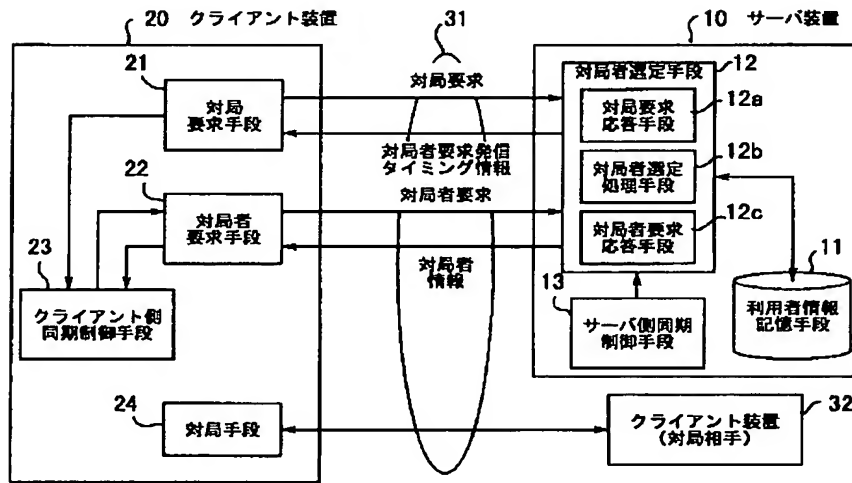 20 クライアント装置
31
10 サーバ装置
21
対局
要求手段
対局要求
対局者選定手段
12
対局要求
応答手段
12a
対局者要求発信
タイミング情報
対局者選定
処理手段
12b
22
対局者
要求手段
対局者要求
対局者要求
応答手段
12c
対局者
情報
23
クライアント側
同期制御手段
13
サーバ側同期
制御手段
11
利用者情報
記憶手段
24
対局手段
クライアント装置
(対局相手)
32